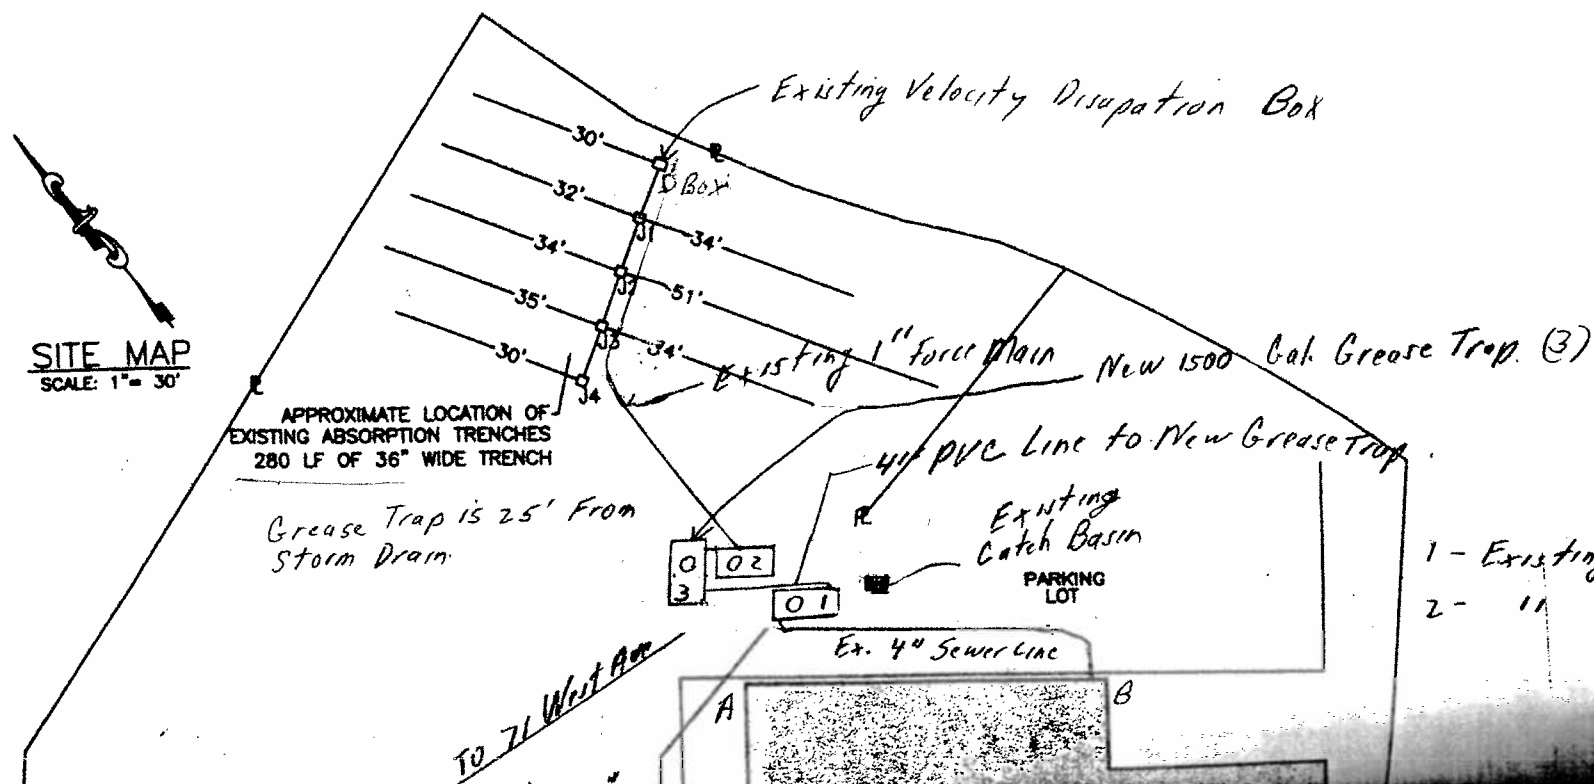 Existing Velocity Disapation Box
30'
D Box
32'
J1
34'
34'
J2
51'
35'
J3
34'
30'
J4
SITE MAP
SCALE: 1"= 30'
Existing 1" Force Main
New 1500 Gal. Grease Trap. (3)
APPROXIMATE LOCATION OF
EXISTING ABSORPTION TRENCHES
280 LF OF 36" WIDE TRENCH
4" PVC Line to New Grease Trap.
Grease Trap is 25' From
Storm Drain.
Existing
Catch Basin
PARKING
LOT
O
3
O 2
O 1
1 - Existing
2 - "
Ex. 4" Sewer Line
TO 71 West Ave
A
B